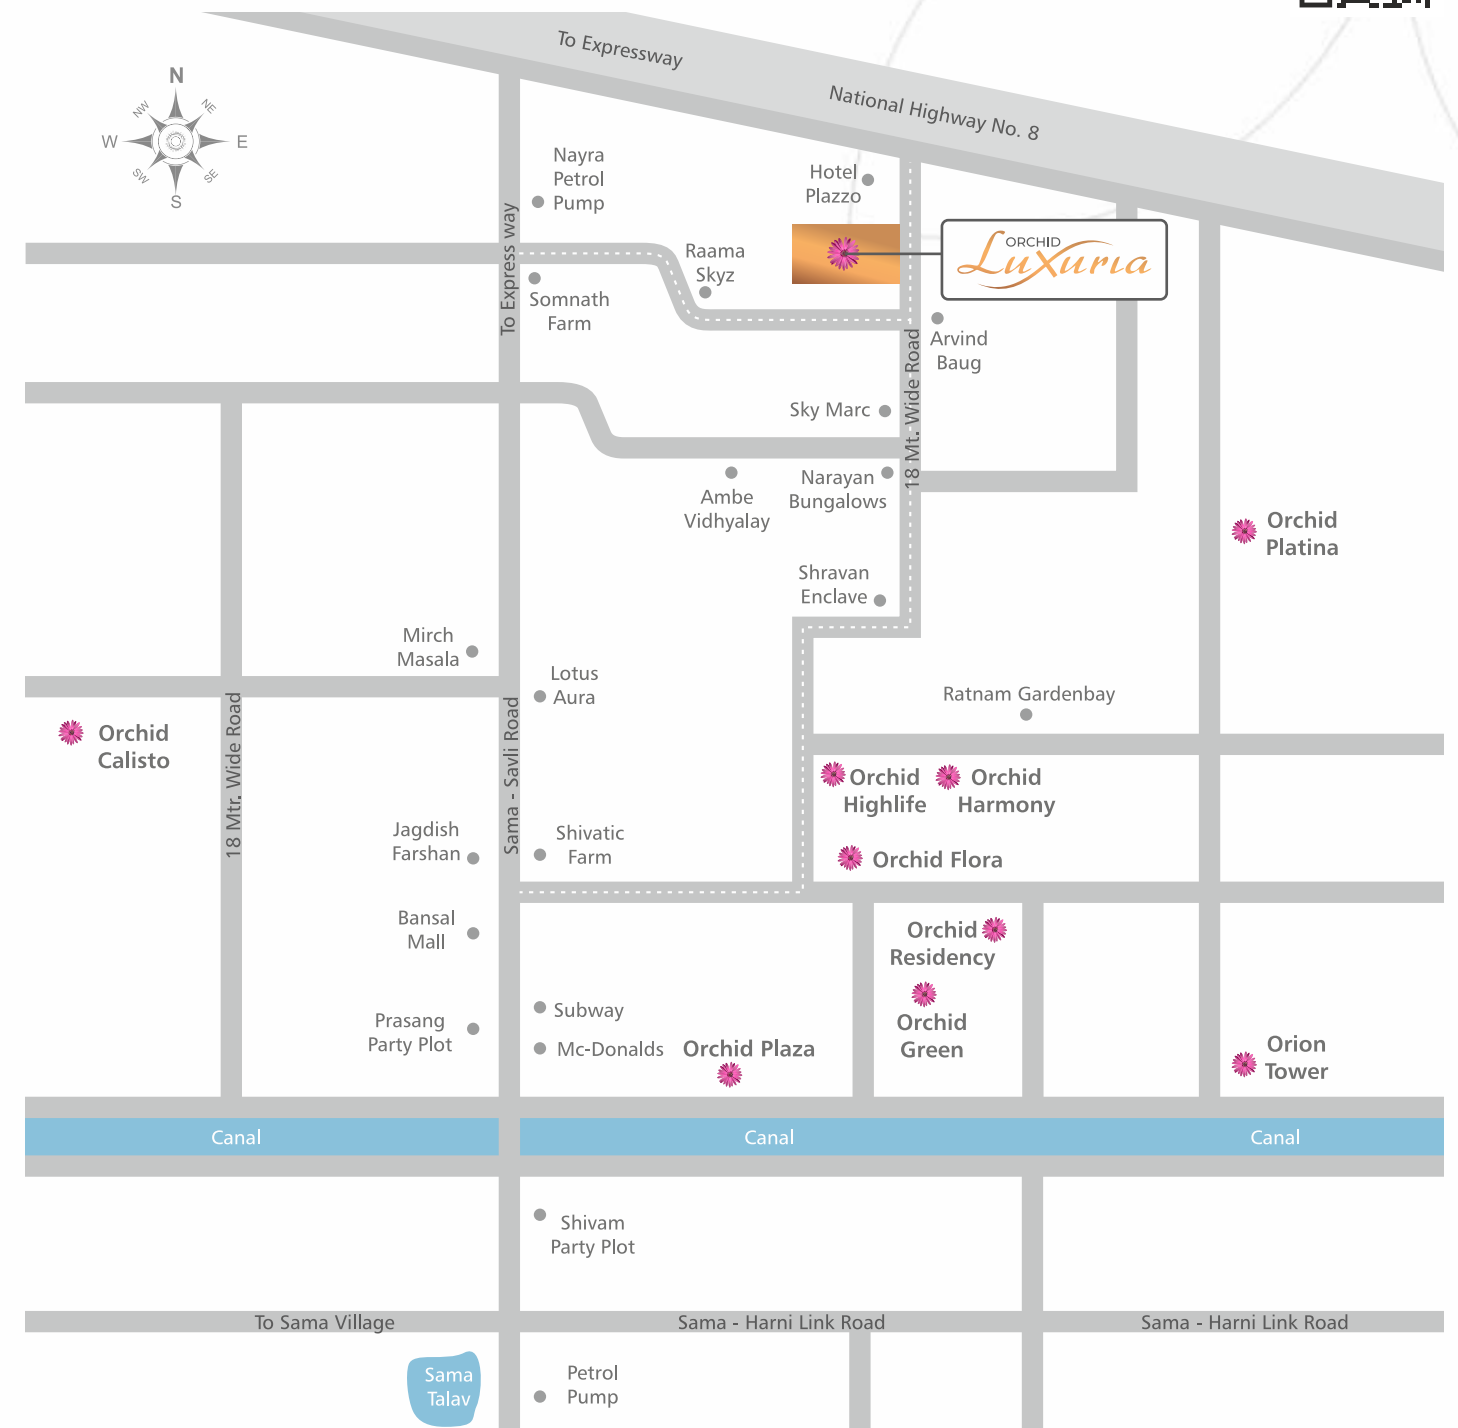 To Expressway
National Highway No. 8
N
NW
NE
W
E
SW
SE
S
Nayra
Petrol
Pump
Hotel
Plazzo
To Express way
Raama
Skyz
ORCHID
Luxuria
Somnath
Farm
Arvind
Baug
18 Mt. Wide Road
Sky Marc
Ambe
Vidhyalay
Narayan
Bungalows
Orchid
Platina
Shravan
Enclave
Mirch
Masala
Lotus
Aura
Ratnam Gardenbay
Orchid
Calisto
18 Mtr. Wide Road
Sama - Savli Road
Orchid
Highlife
Orchid
Harmony
Jagdish
Farshan
Shivatic
Farm
Orchid Flora
Bansal
Mall
Orchid
Residency
Subway
Prasang
Party Plot
Mc-Donalds
Orchid Plaza
Orchid
Green
Orion
Tower
Canal
Canal
Canal
Shivam
Party Plot
To Sama Village
Sama - Harni Link Road
Sama - Harni Link Road
Sama
Talav
Petrol
Pump